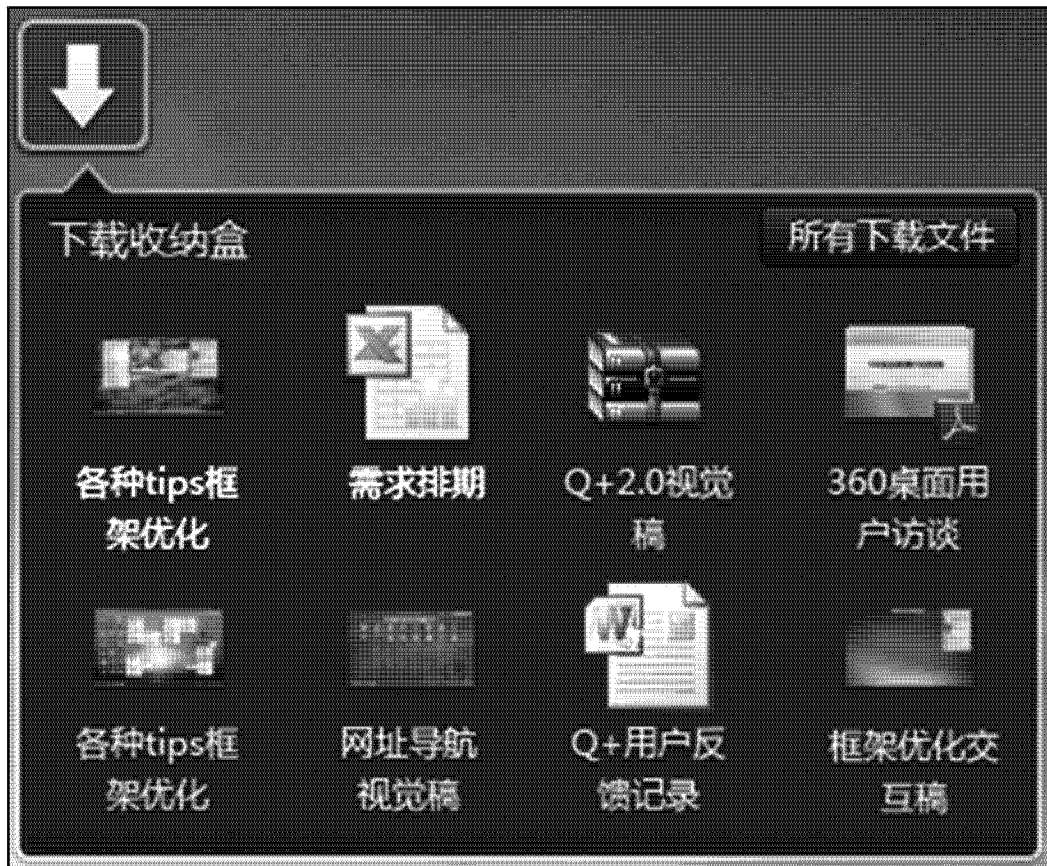 下载收纳盒
所有下载文件
各种tips框
架优化
需求排期
Q+2.0视觉
稿
360桌面用
户访谈
各种tips框
架优化
网址导航
视觉稿
Q+用户反
馈记录
框架优化交
互稿